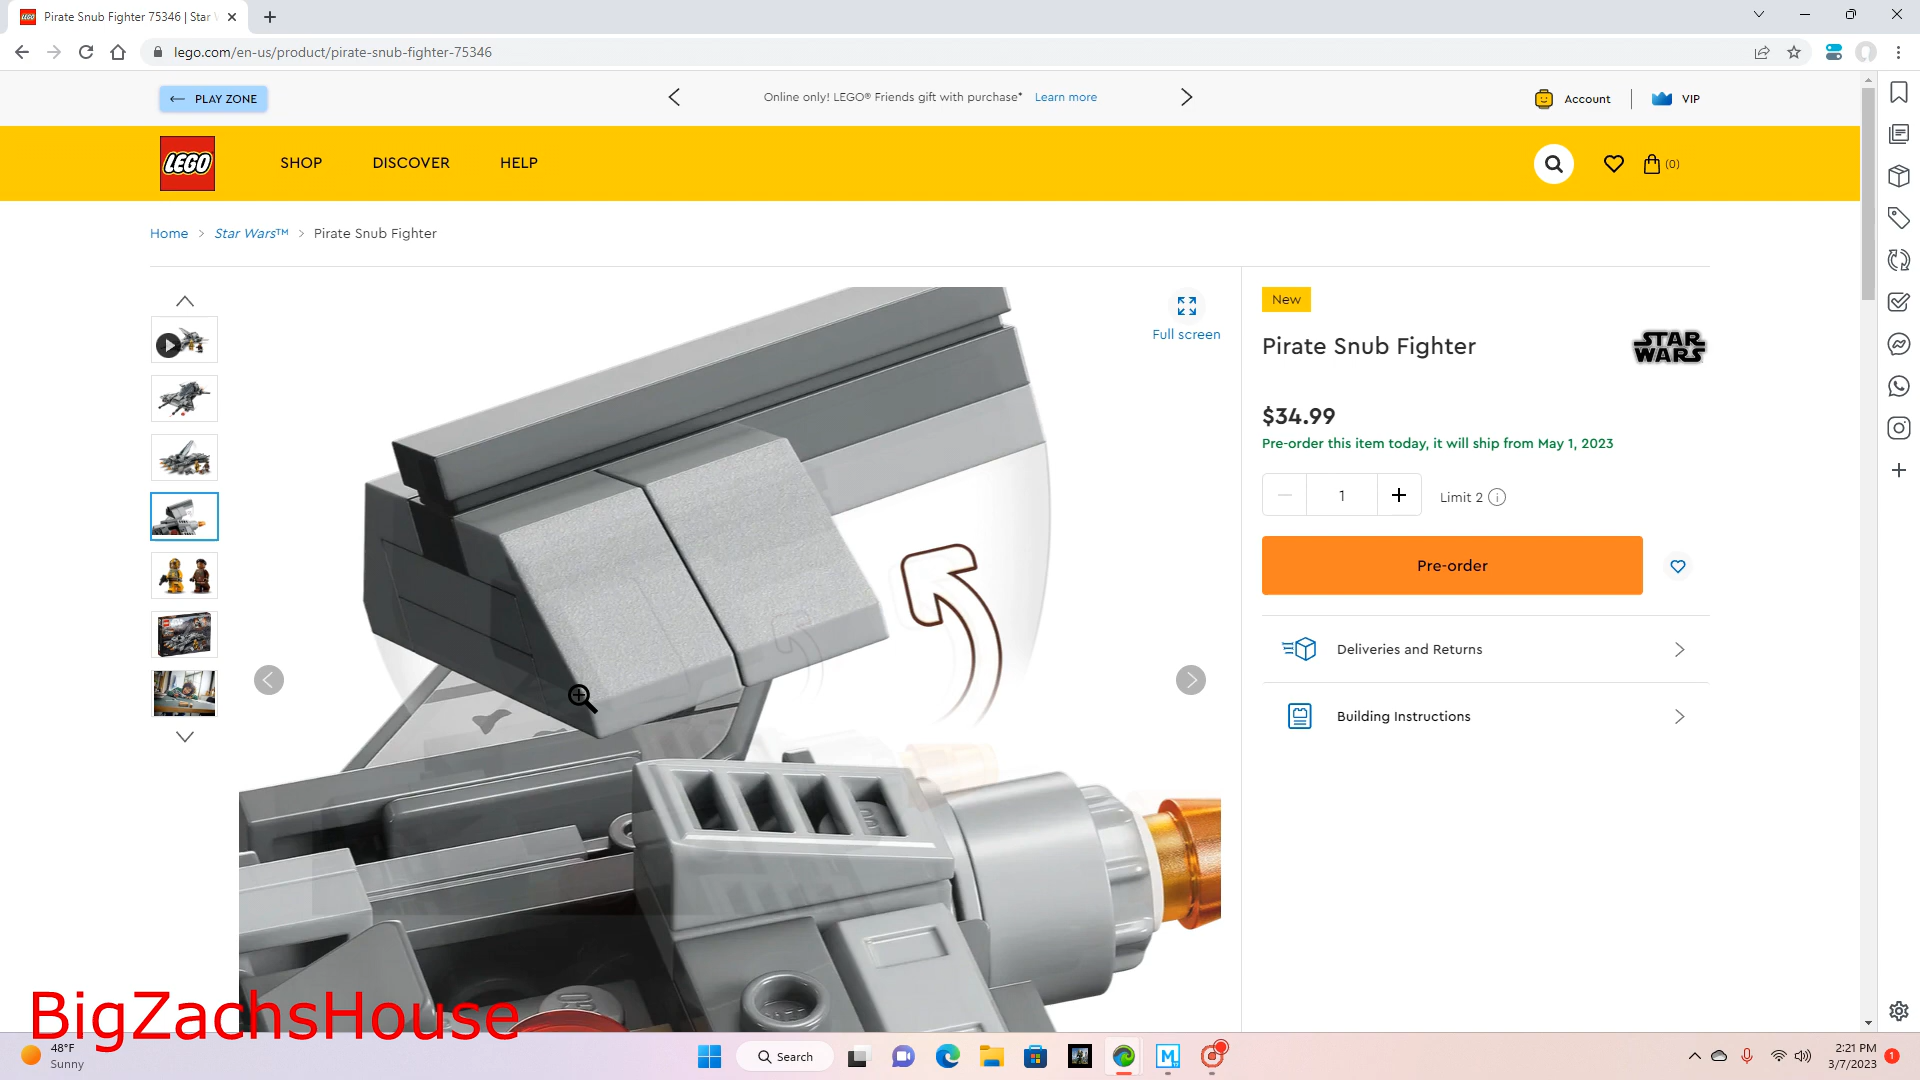 Pirate Snub Fighter 75346 | Star
lego.com/en-us/product/pirate-snub-fighter-75346
PLAY ZONE
Online only! LEGO® Friends gift with purchase* Learn more
Account
VIP
LEGO
SHOP
DISCOVER
HELP
(0)
Home > Star Wars™ > Pirate Snub Fighter
Full screen
New
Pirate Snub Fighter
STAR
WARS
$34.99
Pre-order this item today, it will ship from May 1, 2023
1
Limit 2
Pre-order
Deliveries and Returns
Building Instructions
BigZachsHouse
48°F
Sunny
Search
2:21 PM
3/7/2023
1